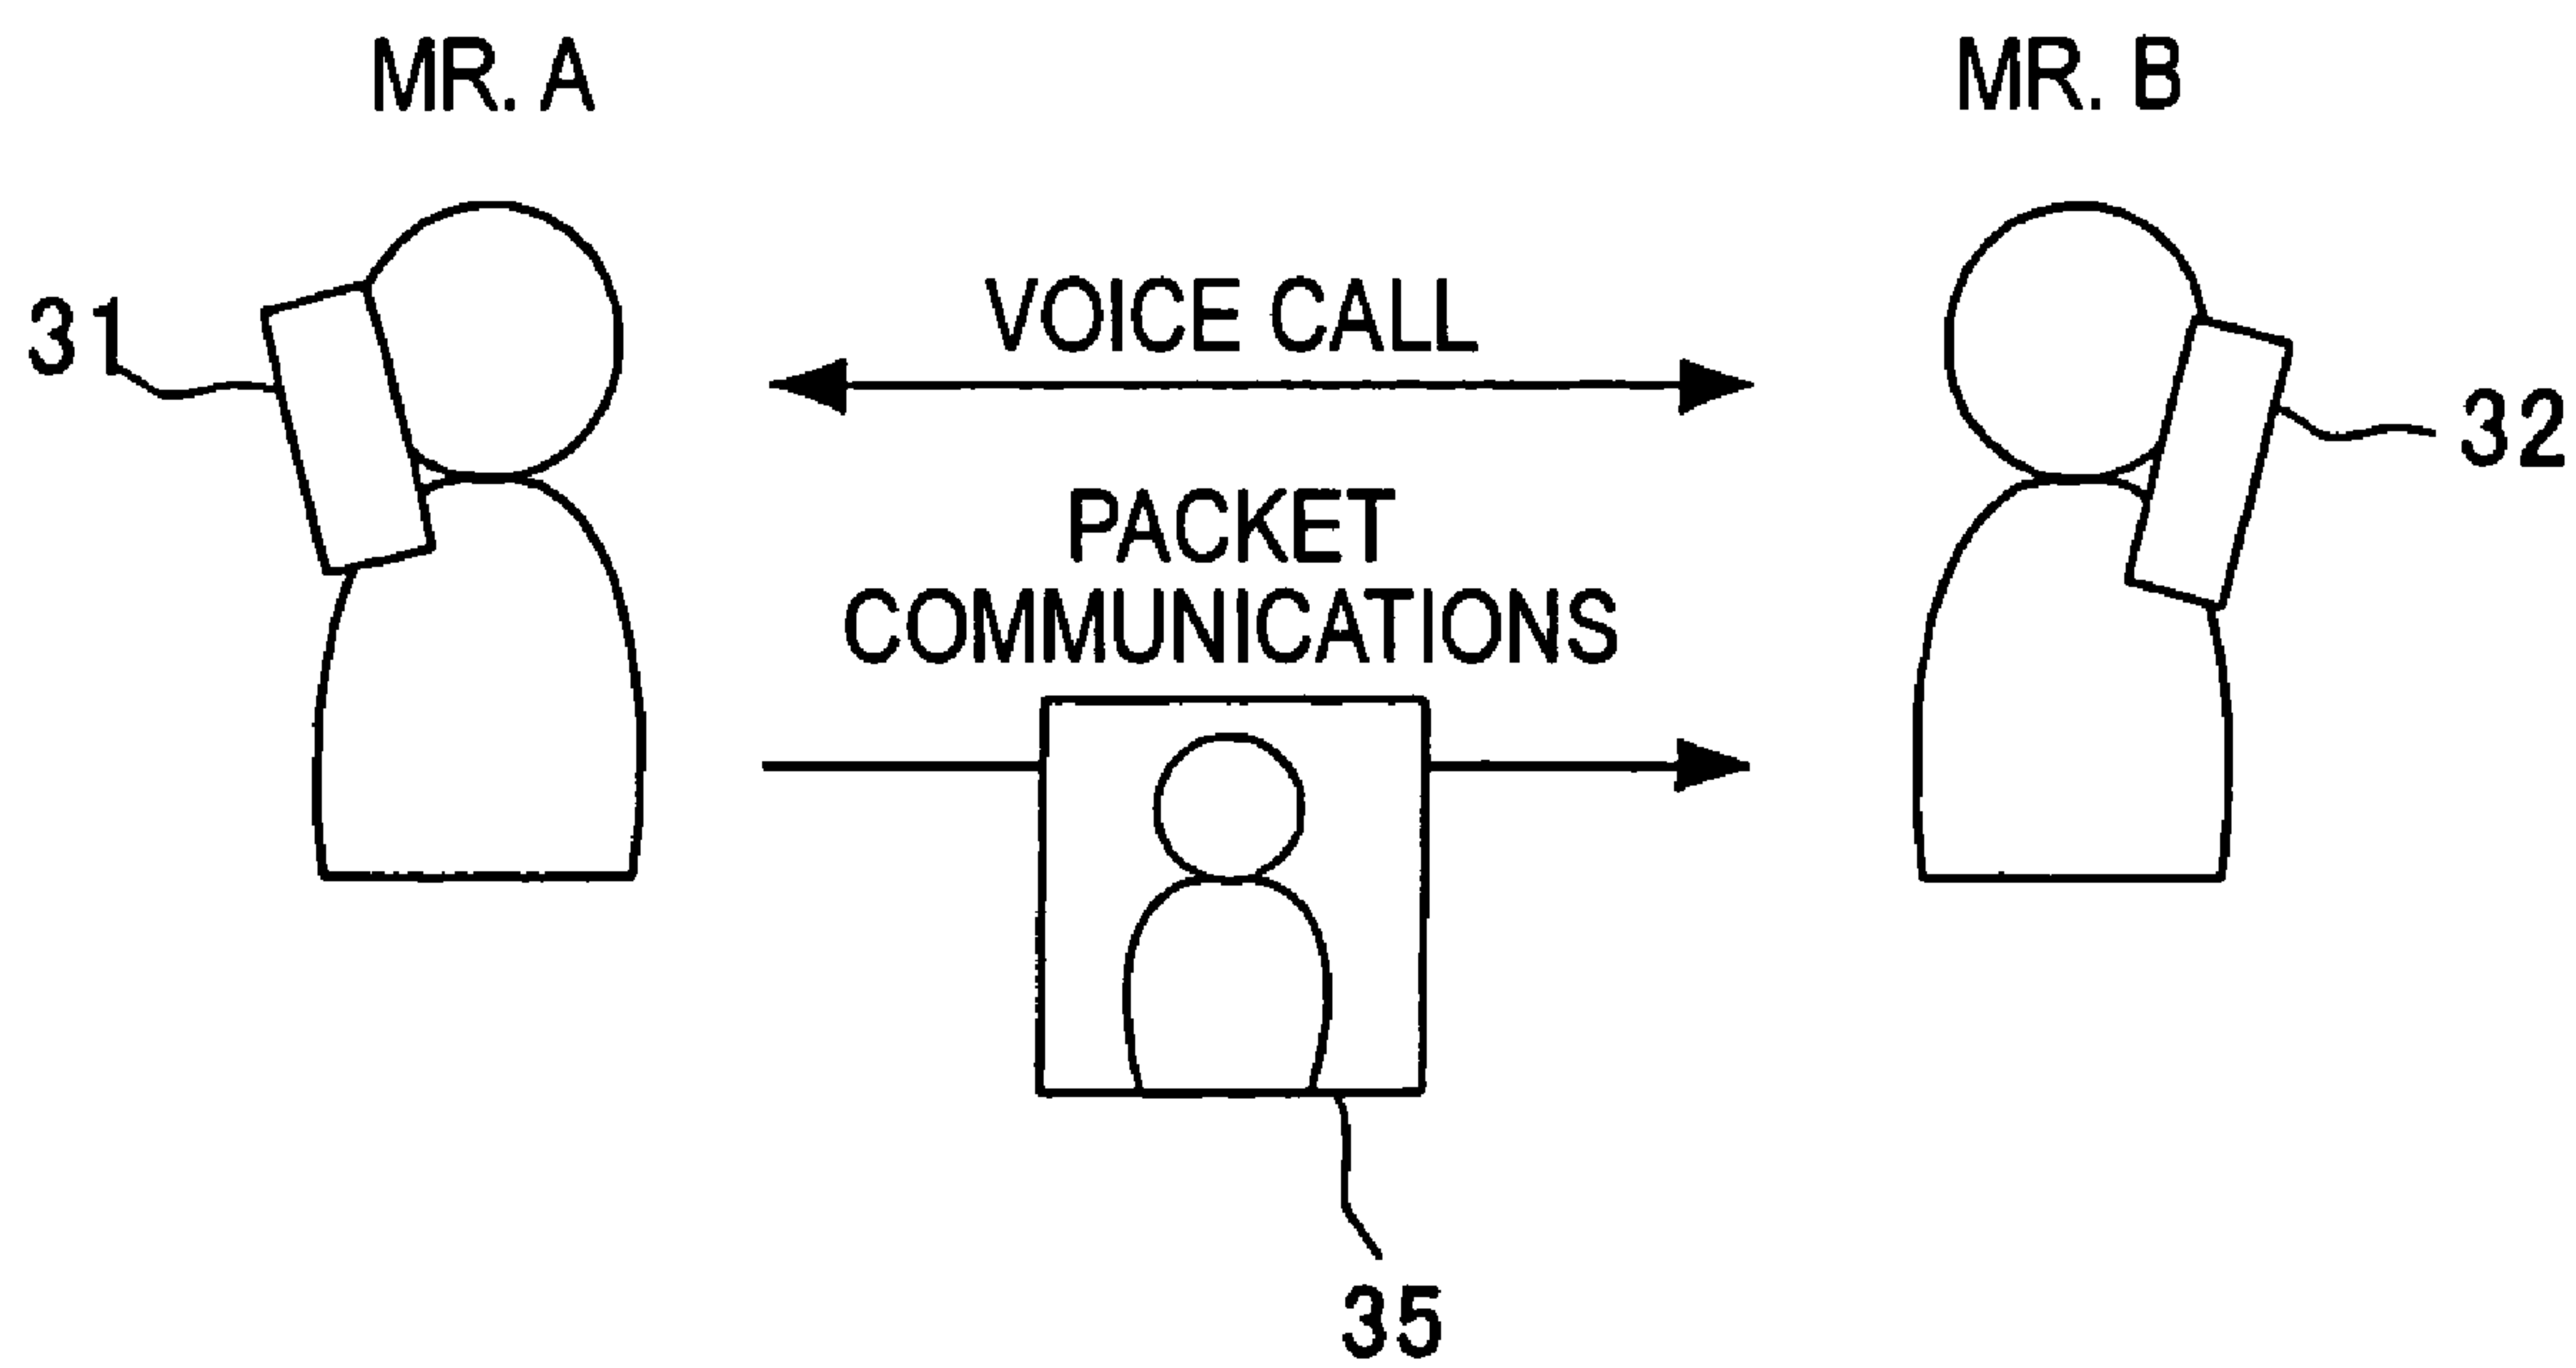 MR. A
MR. B
31
VOICE CALL
32
PACKET
COMMUNICATIONS
35